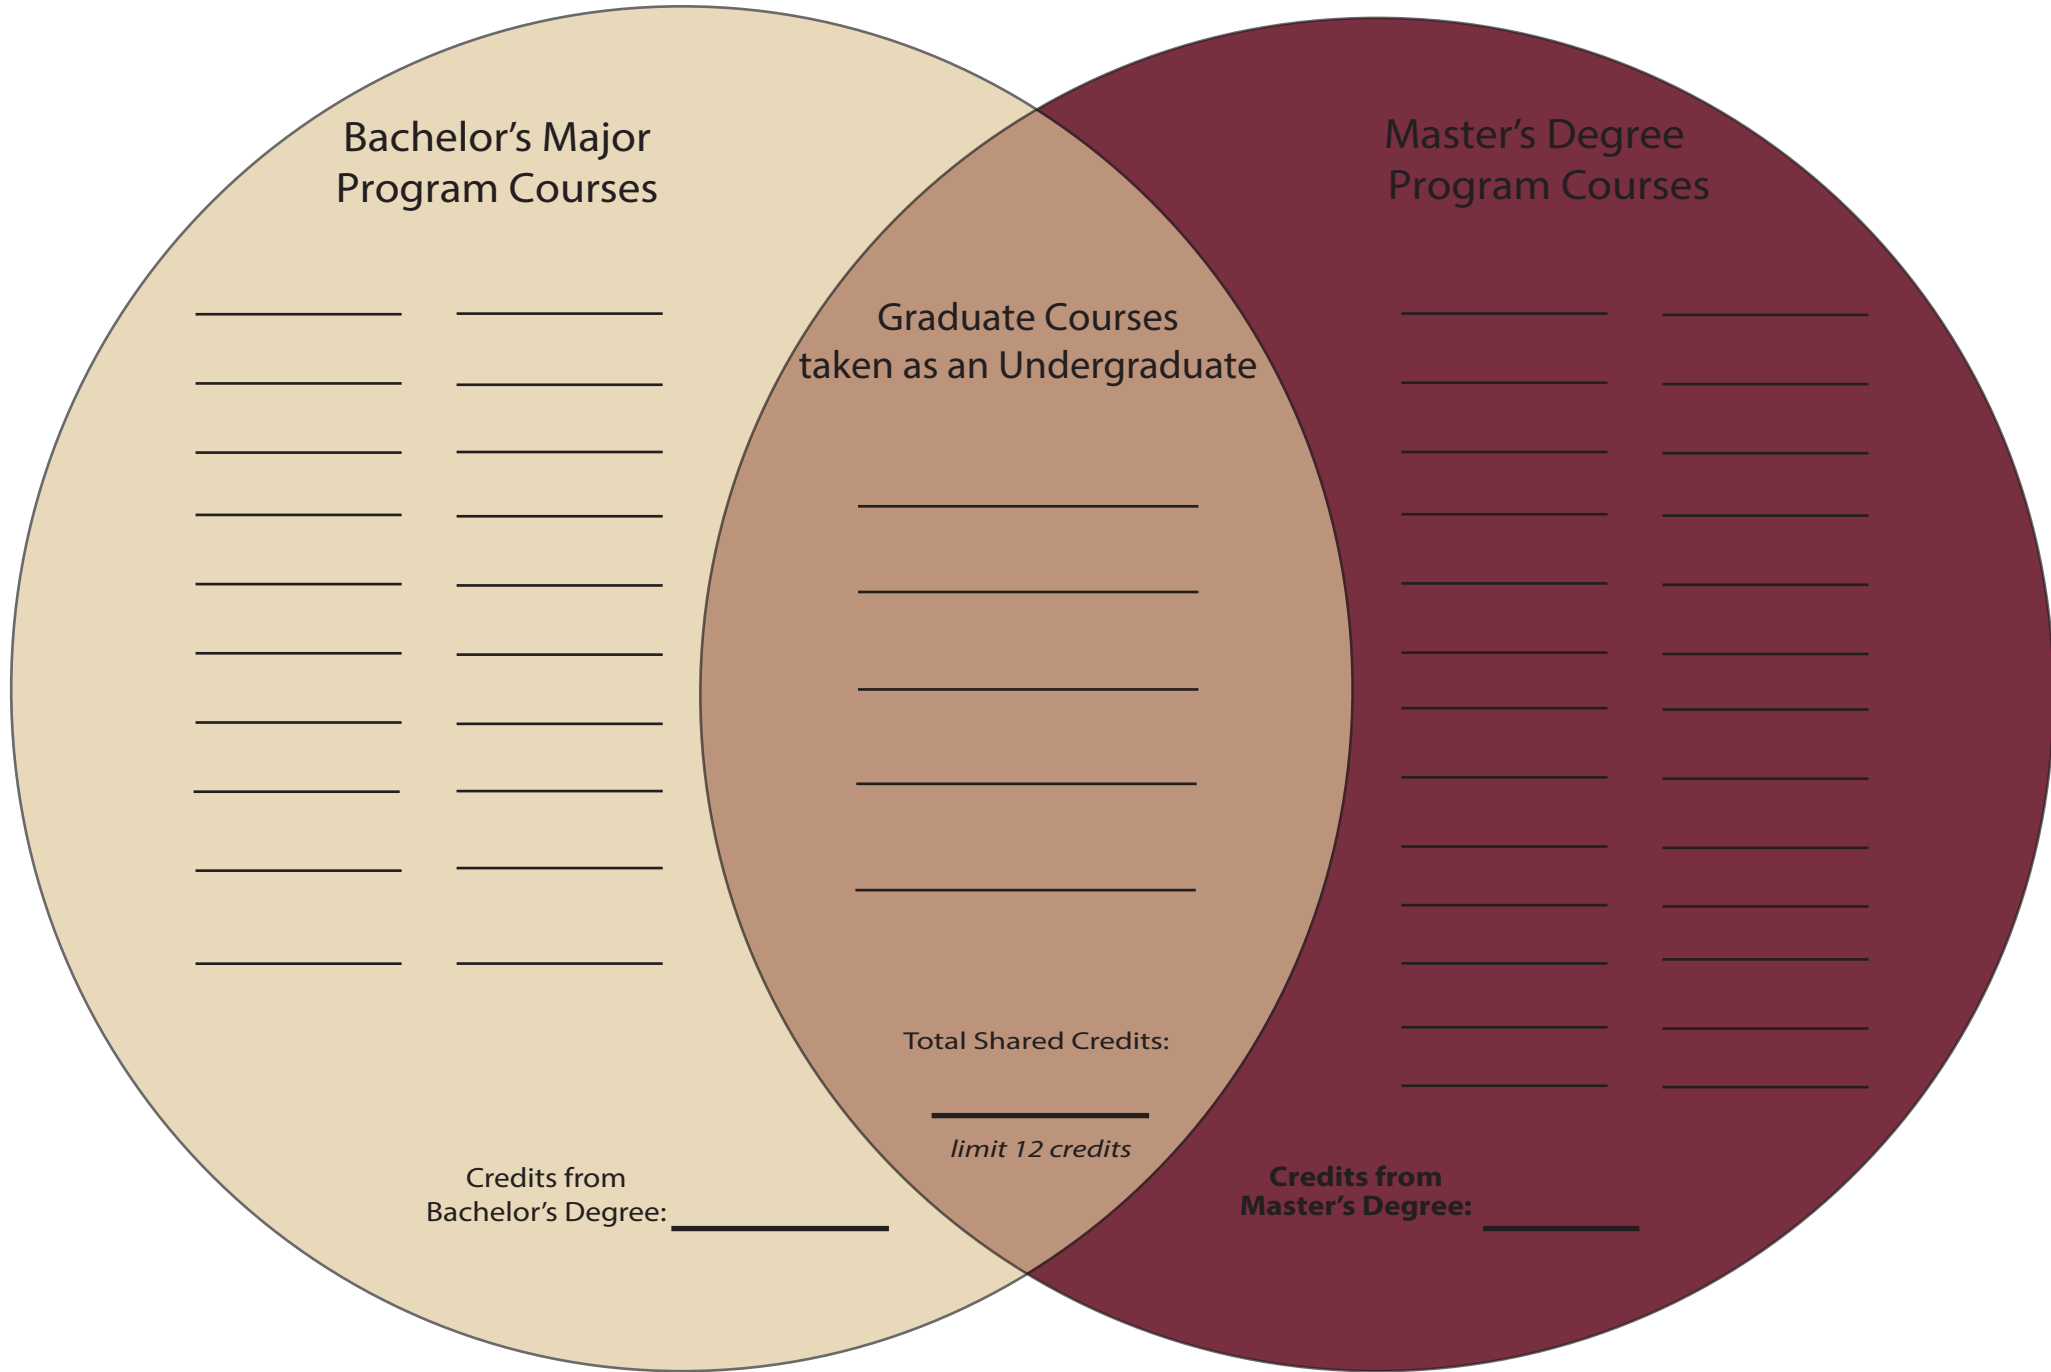 Bachelor’s Major
Program Courses
Master’s Degree
Program Courses
Graduate Courses
taken as an Undergraduate
Total Shared Credits:
limit 12 credits
Credits from
Bachelor’s Degree:
Credits from
Master’s Degree: